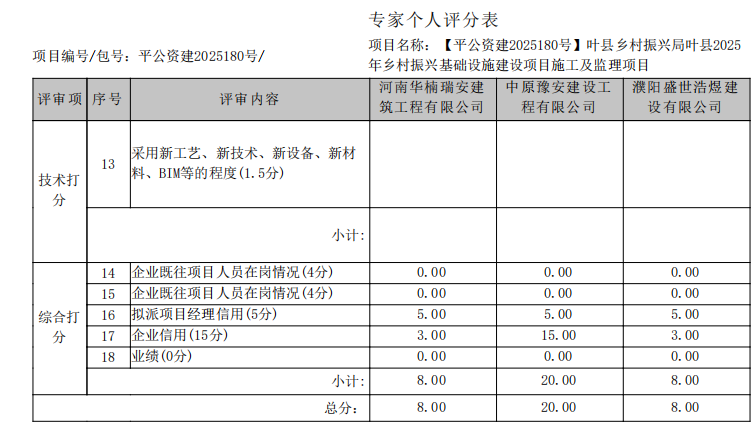 专家个人评分表
项目编号/包号：平公资建2025180号/
项目名称：【平公资建2025180号】叶县乡村振兴局叶县2025
年乡村振兴基础设施建设项目施工及监理项目
评审项 序号 评审内容 河南华楠瑞安建 中原豫安建设工 濮阳盛世浩煜建
筑工程有限公司 程有限公司 设有限公司
技术打
分
13 采用新工艺、新技术、新设备、新材
料、BIM等的程度(1.5分)
小计:
综合打
分
14 企业既往项目人员在岗情况(4分) 0.00 0.00 0.00
15 企业既往项目人员在岗情况(4分) 0.00 0.00 0.00
16 拟派项目经理信用(5分) 5.00 5.00 5.00
17 企业信用(15分) 3.00 15.00 3.00
18 业绩(0分) 0.00 0.00 0.00
小计: 8.00 20.00 8.00
总分: 8.00 20.00 8.00